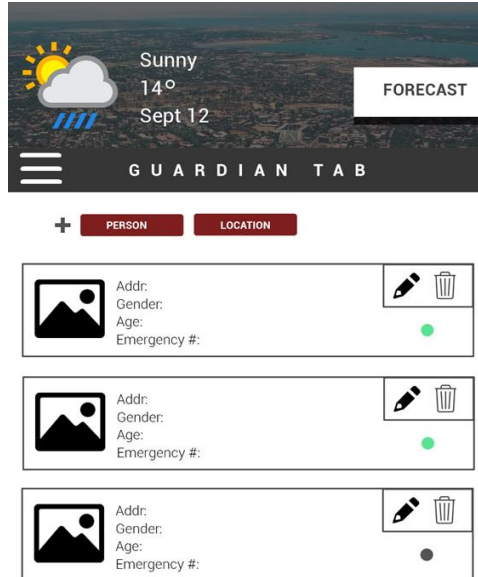 Sunny
14°
Sept 12
FORECAST
GUARDIAN TAB
PERSON
LOCATION
Addr:
Gender:
Age:
Emergency #:
Addr:
Gender:
Age:
Emergency #:
Addr:
Gender:
Age:
Emergency #: